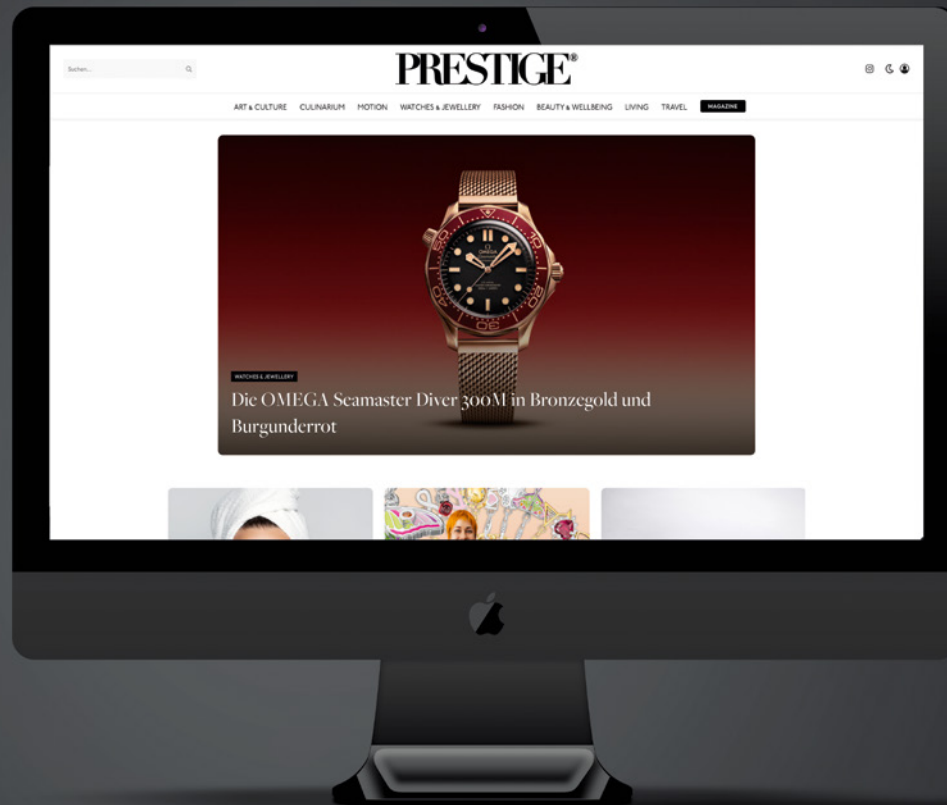 Suchen...
PRESTIGE®
ART & CULTURE CULINARIUM MOTION WATCHES & JEWELLERY FASHION BEAUTY & WELLBEING LIVING TRAVEL MAGAZINE
OMEGA
WATCHES & JEWELLERY
Die OMEGA Seamaster Diver 300M in Bronzegold und
Burgunderrot